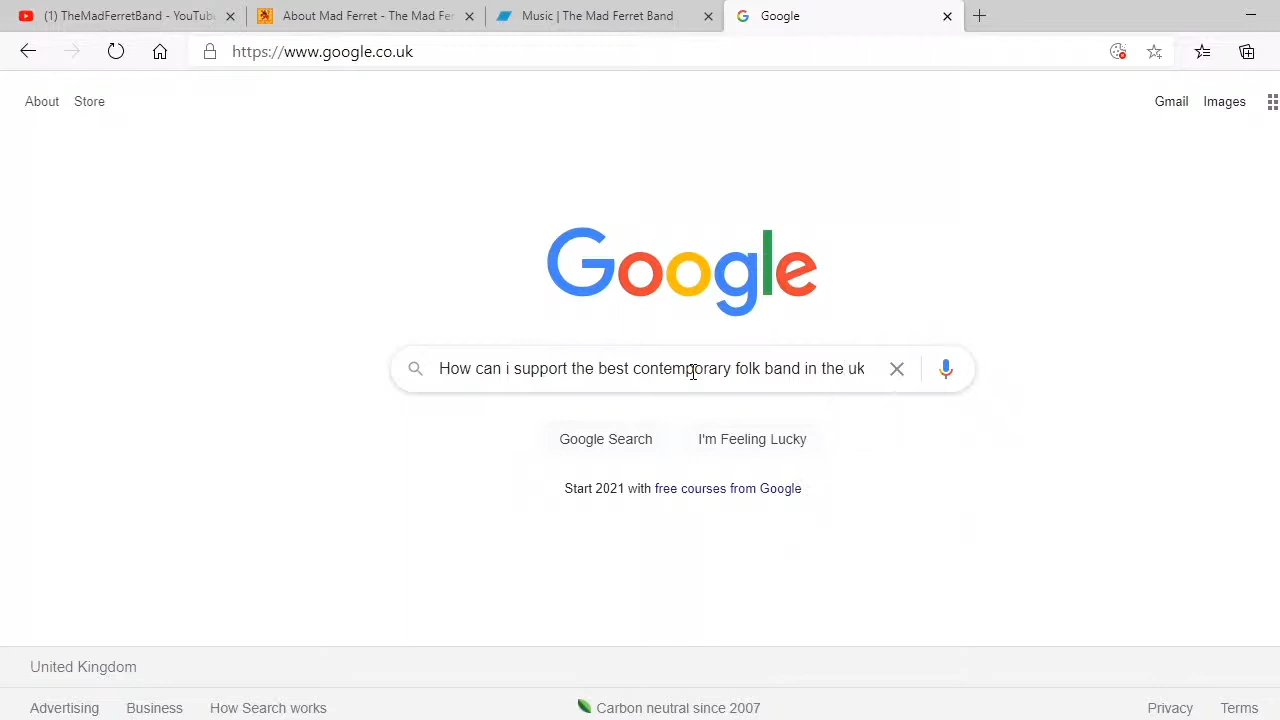 (1) TheMadFerretBand - YouTub
About Mad Ferret - The Mad Fer
Music | The Mad Ferret Band
Google
https://www.google.co.uk
About Store
Gmail Images
Google
How can i support the best contemporary folk band in the uk
Google Search I'm Feeling Lucky
Start 2021 with free courses from Google
United Kingdom
Advertising Business How Search works
Carbon neutral since 2007
Privacy Terms